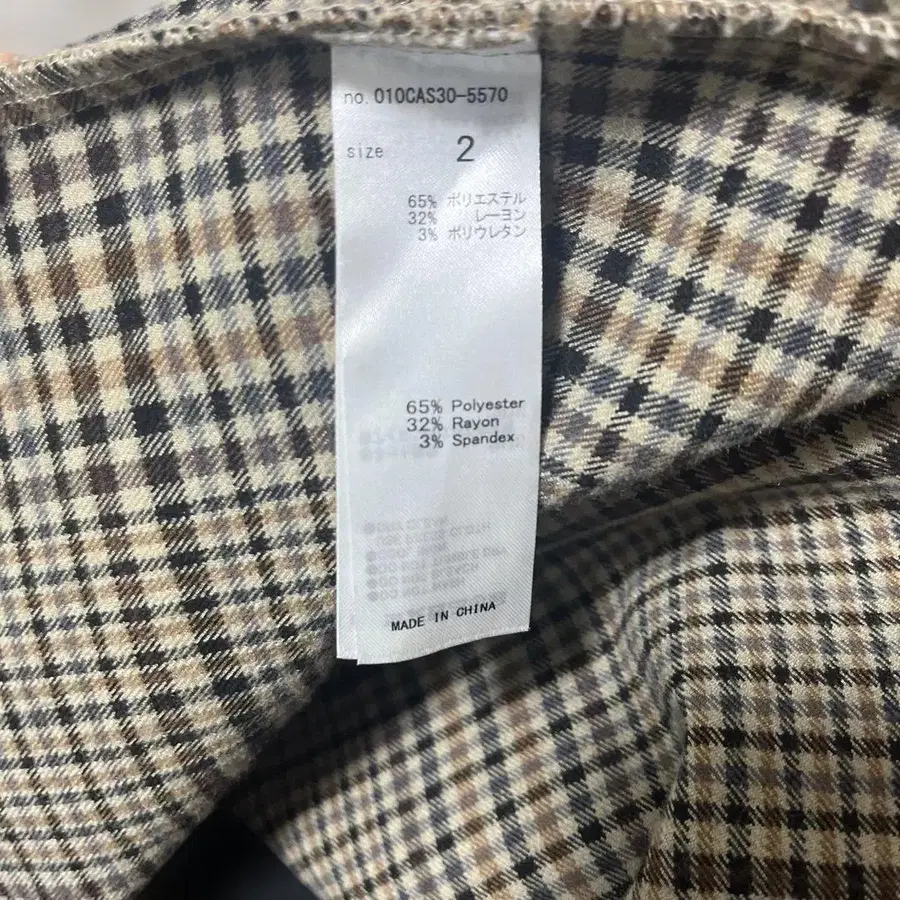 no. 010CAS30-5570
size 2
65% ポリエステル
32% レーヨン
3% ポリウレタン
65% Polyester
32% Rayon
3% Spandex
MADE IN CHINA